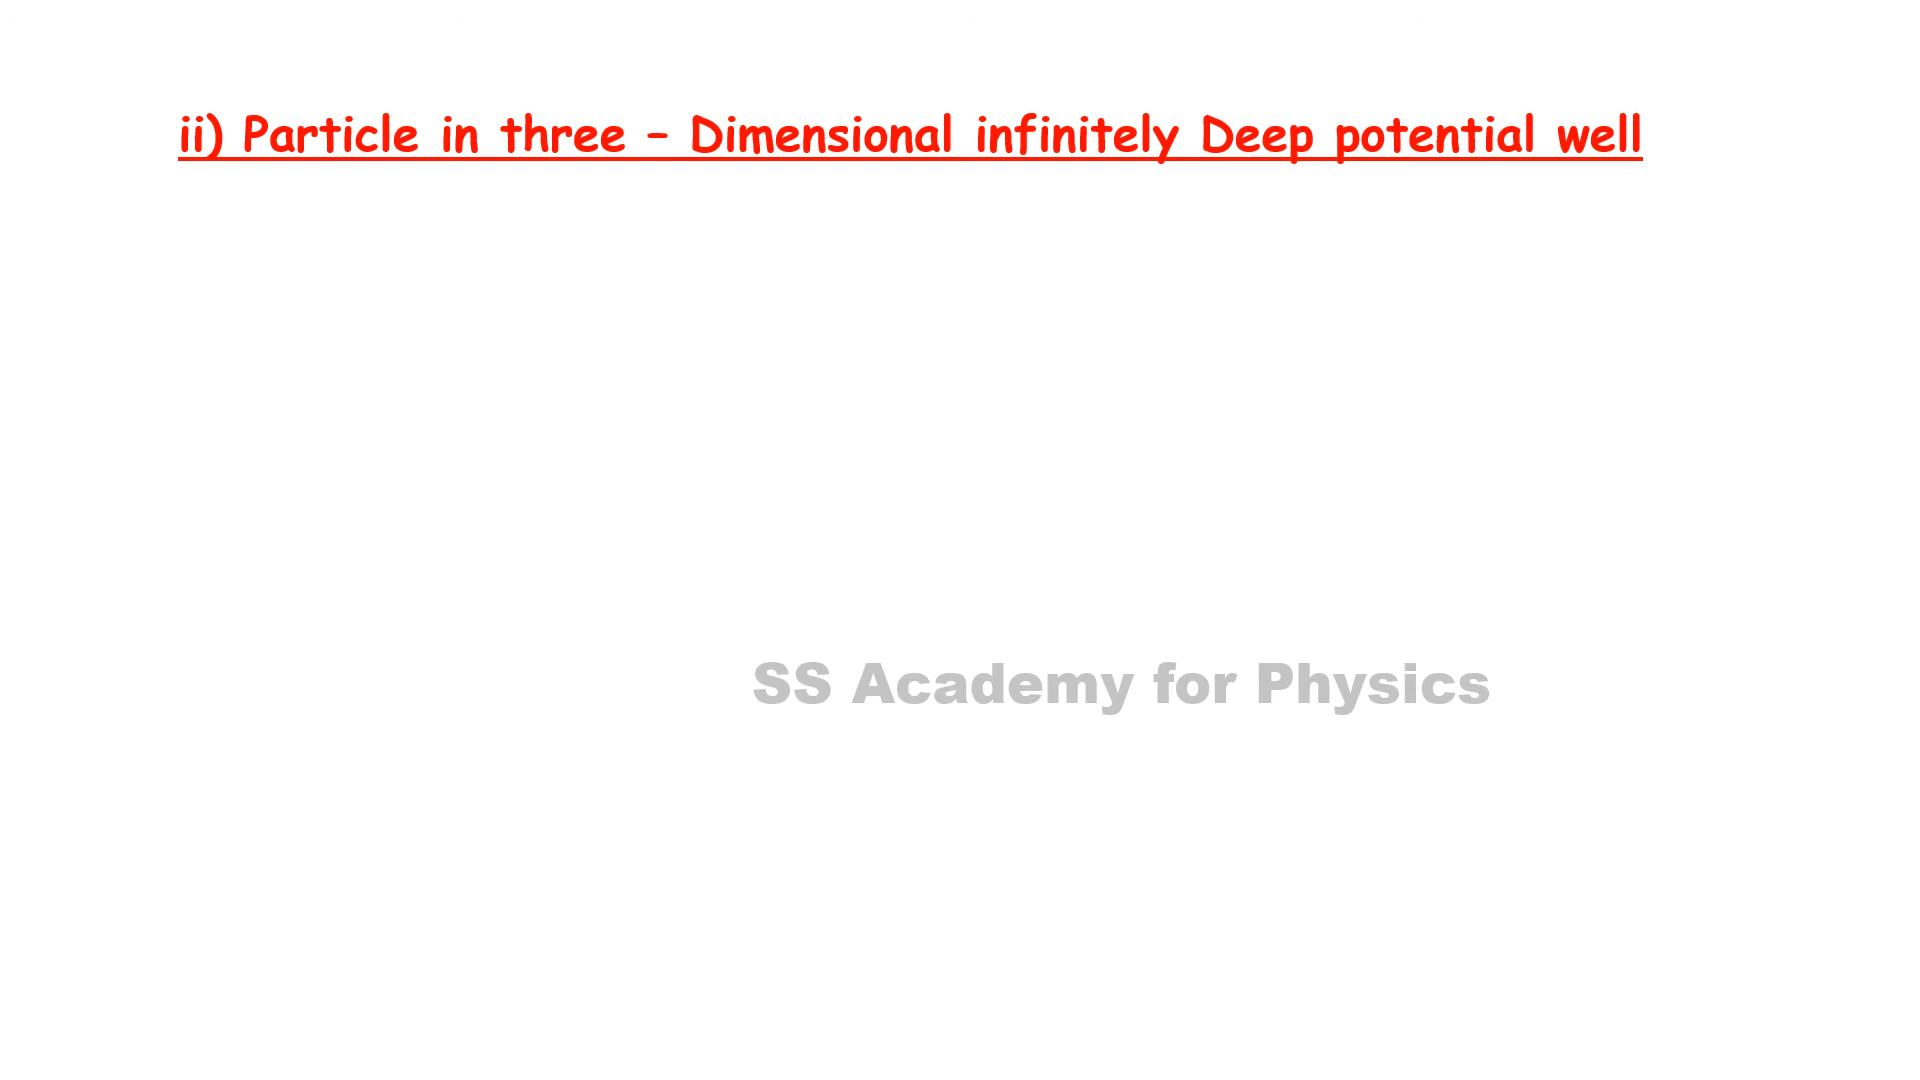 ii) Particle in three – Dimensional infinitely Deep potential well
SS Academy for Physics